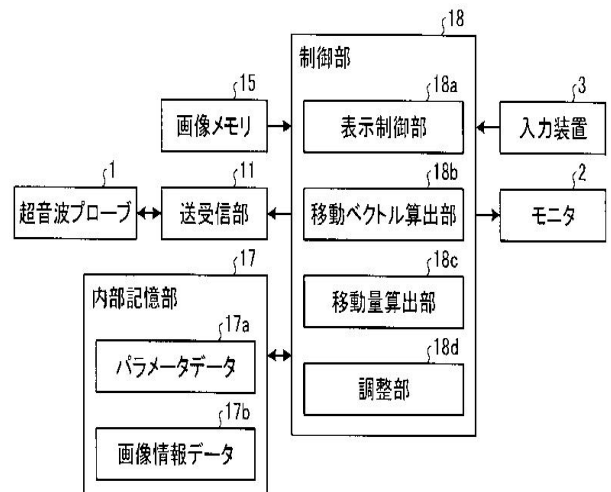 18
制御部
15
画像メモリ
18a
表示制御部
3
入力装置
1
超音波プローブ
11
送受信部
18b
移動ベクトル算出部
2
モニタ
17
内部記憶部
18c
移動量算出部
17a
パラメータデータ
18d
調整部
17b
画像情報データ